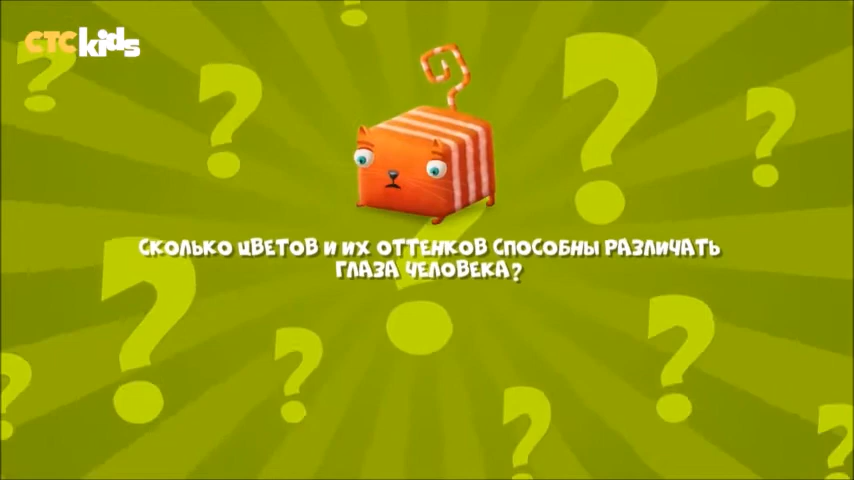 СТС kids
СКОЛЬКО ЦВЕТОВ И ИХ ОТТЕНКОВ СПОСОБНЫ РАЗЛИЧАТЬ
ГЛАЗА ЧЕЛОВЕКА?